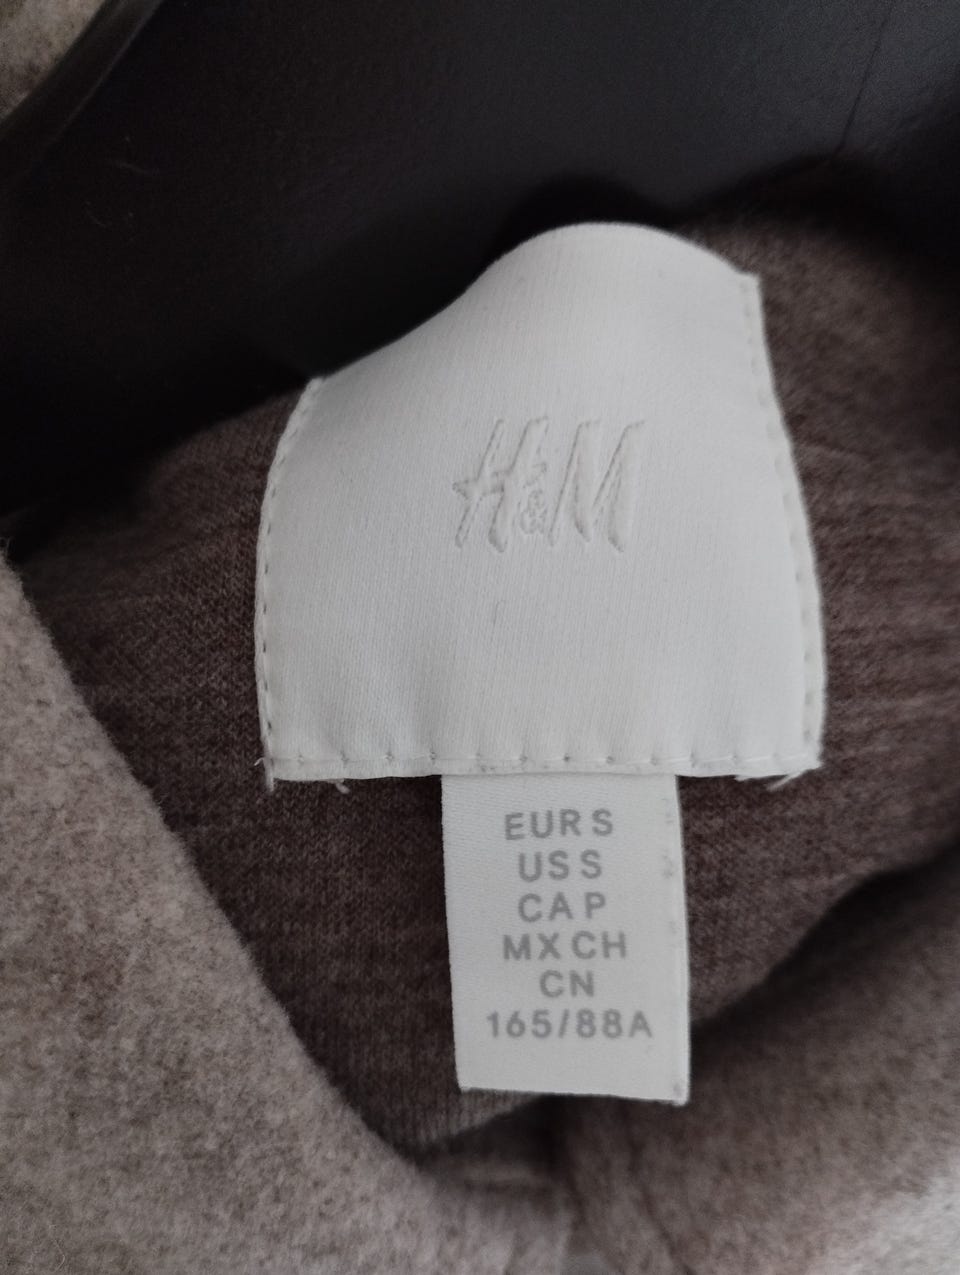 H&M
EUR S
US S
CA P
MX CH
CN
165/88A